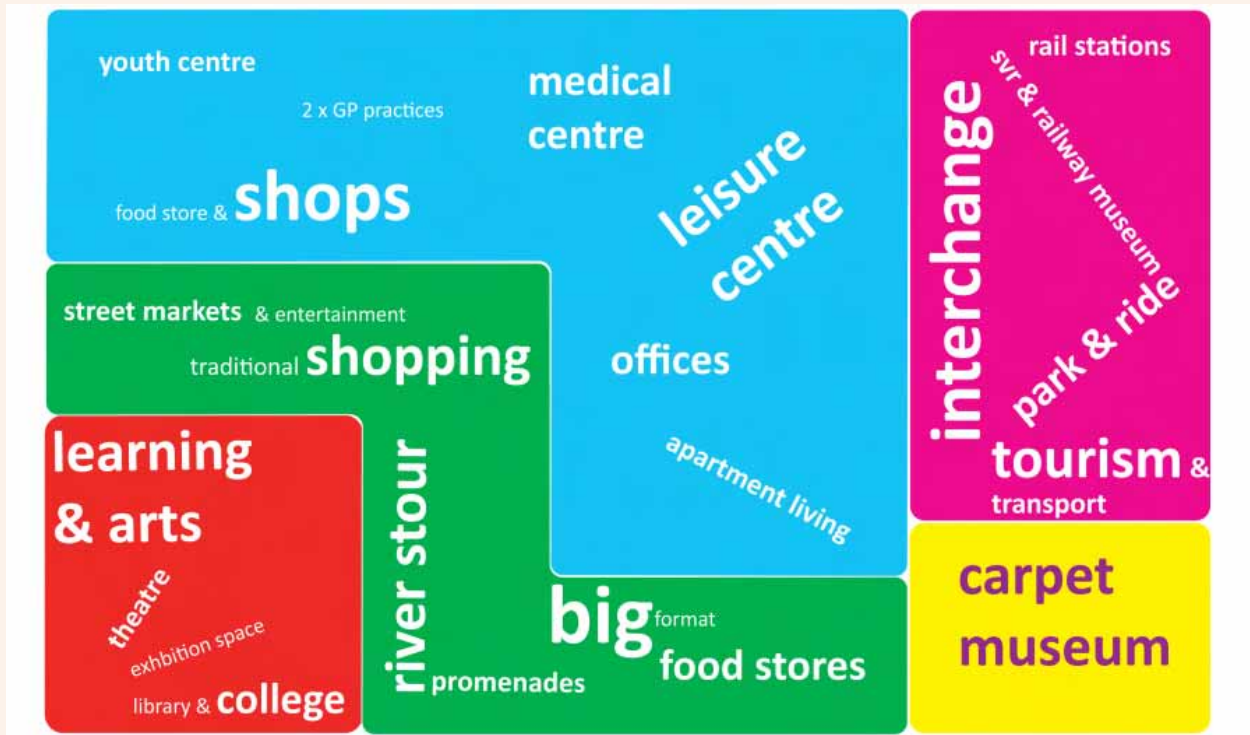 youth centre
2 x GP practices
medical
centre
food store & shops
leisure
centre
offices
apartment living
rail stations
svr & railway museum
interchange
park & ride
tourism &
transport
street markets & entertainment
traditional shopping
river stour
promenades
big format
food stores
learning
& arts
theatre
exhbition space
library & college
carpet
museum